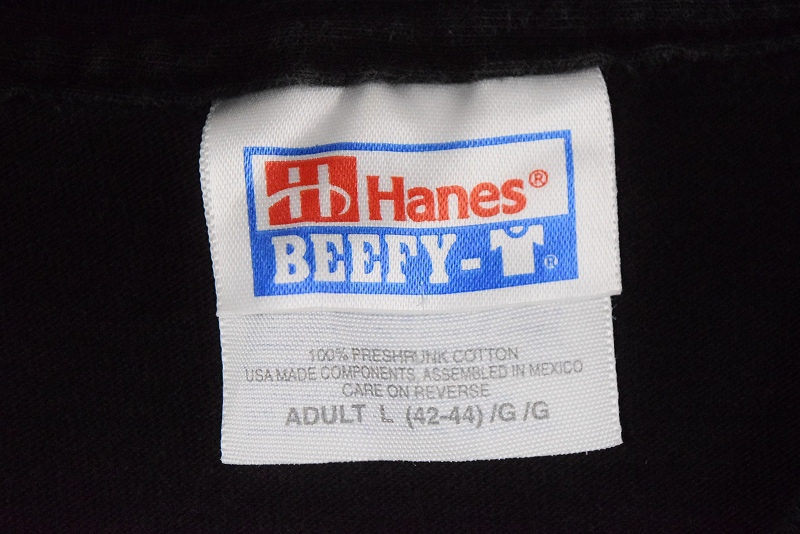 H Hanes®
BEEFY-T®
100% PRESHRUNK COTTON
USA MADE COMPONENTS, ASSEMBLED IN MEXICO
CARE ON REVERSE
ADULT L (42-44) /G /G